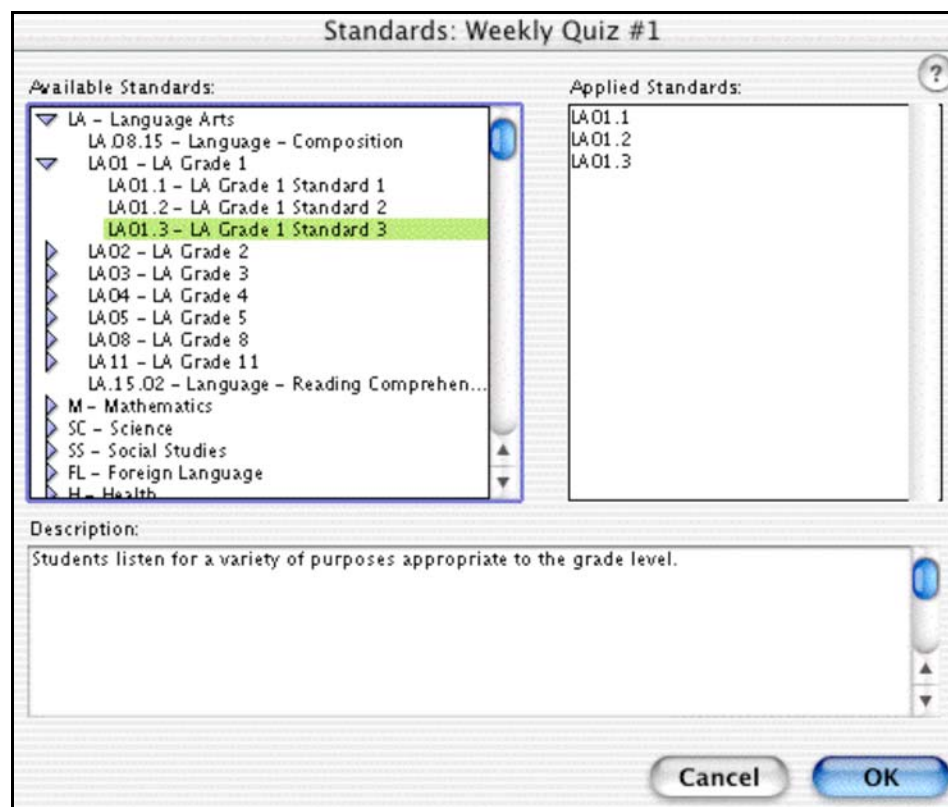 Standards: Weekly Quiz #1
?
Available Standards:
LA – Language Arts
LA.08.15 – Language – Composition
LA01 – LA Grade 1
LA01.1 – LA Grade 1 Standard 1
LA01.2 – LA Grade 1 Standard 2
LA01.3 – LA Grade 1 Standard 3
LA02 – LA Grade 2
LA03 – LA Grade 3
LA04 – LA Grade 4
LA05 – LA Grade 5
LA08 – LA Grade 8
LA11 – LA Grade 11
LA.15.02 – Language – Reading Comprehen...
M – Mathematics
SC – Science
SS – Social Studies
FL – Foreign Language
H – Health
Applied Standards:
LA01.1
LA01.2
LA01.3
Description:
Students listen for a variety of purposes appropriate to the grade level.
Cancel
OK